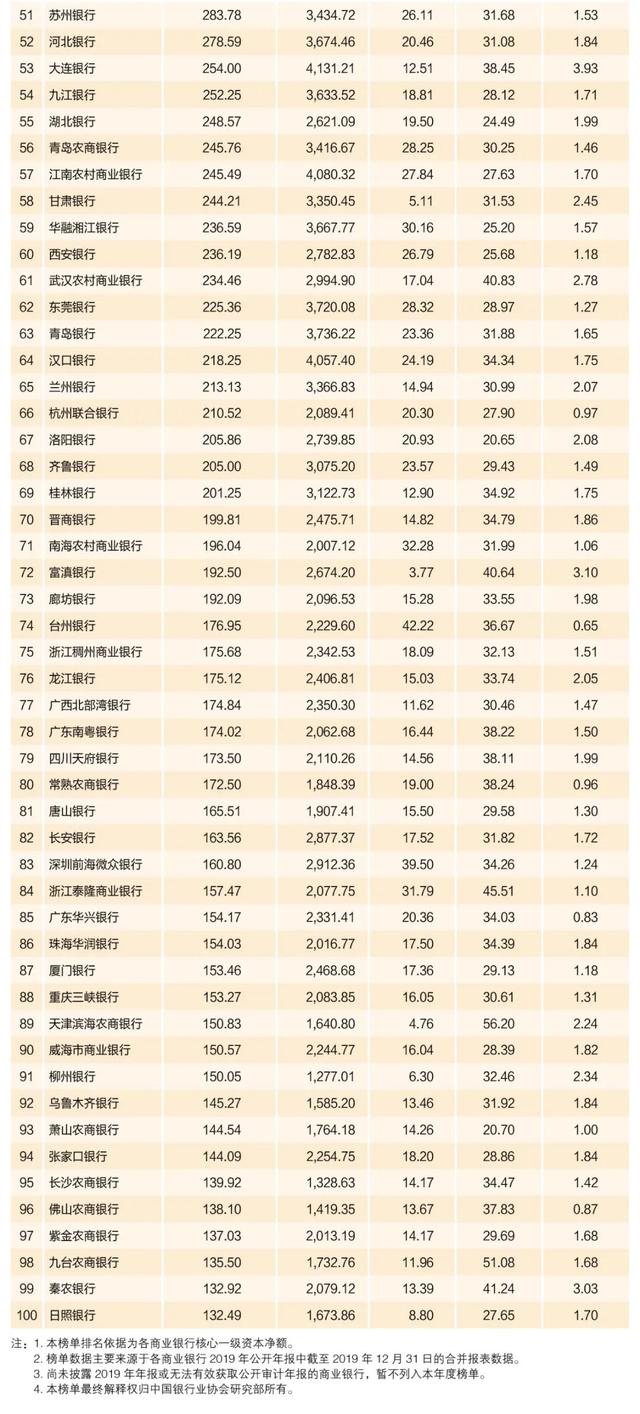 51 苏州银行 283.78 3,434.72 26.11 31.68 1.53
52 河北银行 278.59 3,674.46 20.46 31.08 1.84
53 大连银行 254.00 4,131.21 12.51 38.45 3.93
54 九江银行 252.25 3,633.52 18.81 28.12 1.71
55 湖北银行 248.57 2,621.09 19.50 24.49 1.99
56 青岛农商银行 245.76 3,416.67 28.25 30.25 1.46
57 江南农村商业银行 245.49 4,080.32 27.84 27.63 1.70
58 甘肃银行 244.21 3,350.45 5.11 31.53 2.45
59 华融湘江银行 236.59 3,667.77 30.16 25.20 1.57
60 西安银行 236.19 2,782.83 26.79 25.68 1.18
61 武汉农村商业银行 234.46 2,994.90 17.04 40.83 2.78
62 东莞银行 225.36 3,720.08 28.32 28.97 1.27
63 青岛银行 222.25 3,736.22 23.36 31.88 1.65
64 汉口银行 218.25 4,057.40 24.19 34.34 1.75
65 兰州银行 213.13 3,366.83 14.94 30.99 2.07
66 杭州联合银行 210.52 2,089.41 20.30 27.90 0.97
67 洛阳银行 205.86 2,739.85 20.93 20.65 2.08
68 齐鲁银行 205.00 3,075.20 23.57 29.43 1.49
69 桂林银行 201.25 3,122.73 12.90 34.92 1.75
70 晋商银行 199.81 2,475.71 14.82 34.79 1.86
71 南海农村商业银行 196.04 2,007.12 32.28 31.99 1.06
72 富滇银行 192.50 2,674.20 3.77 40.64 3.10
73 廊坊银行 192.09 2,096.53 15.28 33.55 1.98
74 台州银行 176.95 2,229.60 42.22 36.67 0.65
75 浙江稠州商业银行 175.68 2,342.53 18.09 32.13 1.51
76 龙江银行 175.12 2,406.81 15.03 33.74 2.05
77 广西北部湾银行 174.84 2,350.30 11.62 30.46 1.47
78 广东南粤银行 174.02 2,062.68 16.44 38.22 1.50
79 四川天府银行 173.50 2,110.26 14.56 38.11 1.99
80 常熟农商银行 172.50 1,848.39 19.00 38.24 0.96
81 唐山银行 165.51 1,907.41 15.50 29.58 1.30
82 长安银行 163.56 2,877.37 17.52 31.82 1.72
83 深圳前海微众银行 160.80 2,912.36 39.50 34.26 1.24
84 浙江泰隆商业银行 157.47 2,077.75 31.79 45.51 1.10
85 广东华兴银行 154.17 2,331.41 20.36 34.03 0.83
86 珠海华润银行 154.03 2,016.77 17.50 34.39 1.84
87 厦门银行 153.46 2,468.68 17.36 29.13 1.18
88 重庆三峡银行 153.27 2,083.85 16.05 30.61 1.31
89 天津滨海农商银行 150.83 1,640.80 4.76 56.20 2.24
90 威海市商业银行 150.57 2,244.77 16.04 28.39 1.82
91 柳州银行 150.05 1,277.01 6.30 32.46 2.34
92 乌鲁木齐银行 145.27 1,585.20 13.46 31.92 1.84
93 萧山农商银行 144.54 1,764.18 14.26 20.70 1.00
94 张家口银行 144.09 2,254.75 18.20 28.86 1.84
95 长沙农商银行 139.92 1,328.63 14.17 34.47 1.42
96 佛山农商银行 138.10 1,419.35 13.67 37.83 0.87
97 紫金农商银行 137.03 2,013.19 14.17 29.69 1.68
98 九台农商银行 135.50 1,732.76 11.96 51.08 1.68
99 秦农银行 132.92 2,079.12 13.39 41.24 3.03
100 日照银行 132.49 1,673.86 8.80 27.65 1.70
注：1. 本榜单排名依据为各商业银行核心一级资本净额。
2. 榜单数据主要来源于各商业银行 2019 年公开年报中截至 2019 年 12 月 31 日的合并报表数据。
3. 尚未披露 2019 年年报或无法有效获取公开审计年报的商业银行，暂不列入本年度榜单。
4. 本榜单最终解释权归中国银行业协会研究部所有。